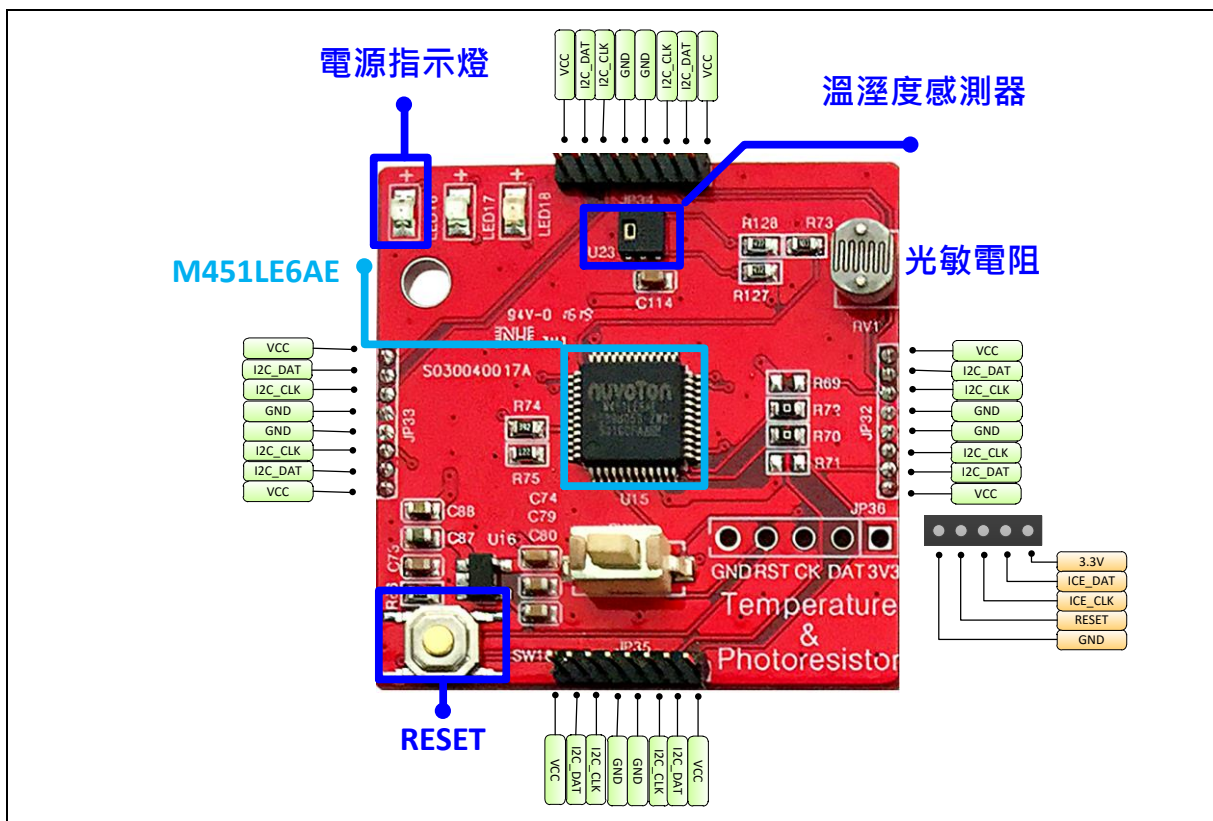 電源指示燈
VCC
I2C_DAT
I2C_CLK
GND
GND
I2C_CLK
I2C_DAT
VCC
溫溼度感測器
+ + +
LED17
LED18
JP34
U23
C114
R128
R73
R127
光敏電阻
RV1
M451LE6AE
94V-0
S030040017A
VCC
I2C_DAT
I2C_CLK
GND
GND
I2C_CLK
I2C_DAT
VCC
JP33
nuvoTon
R74
R75
U15
R69
R72
R70
R71
JP32
VCC
I2C_DAT
I2C_CLK
GND
GND
I2C_CLK
I2C_DAT
VCC
C88
C87
C74
C79
C80
U16
JP36
GND RST CK DAT 3V3
Temperature
&
Photoresistor
3.3V
ICE_DAT
ICE_CLK
RESET
GND
JP35
RESET
VCC
I2C_DAT
I2C_CLK
GND
GND
I2C_CLK
I2C_DAT
VCC